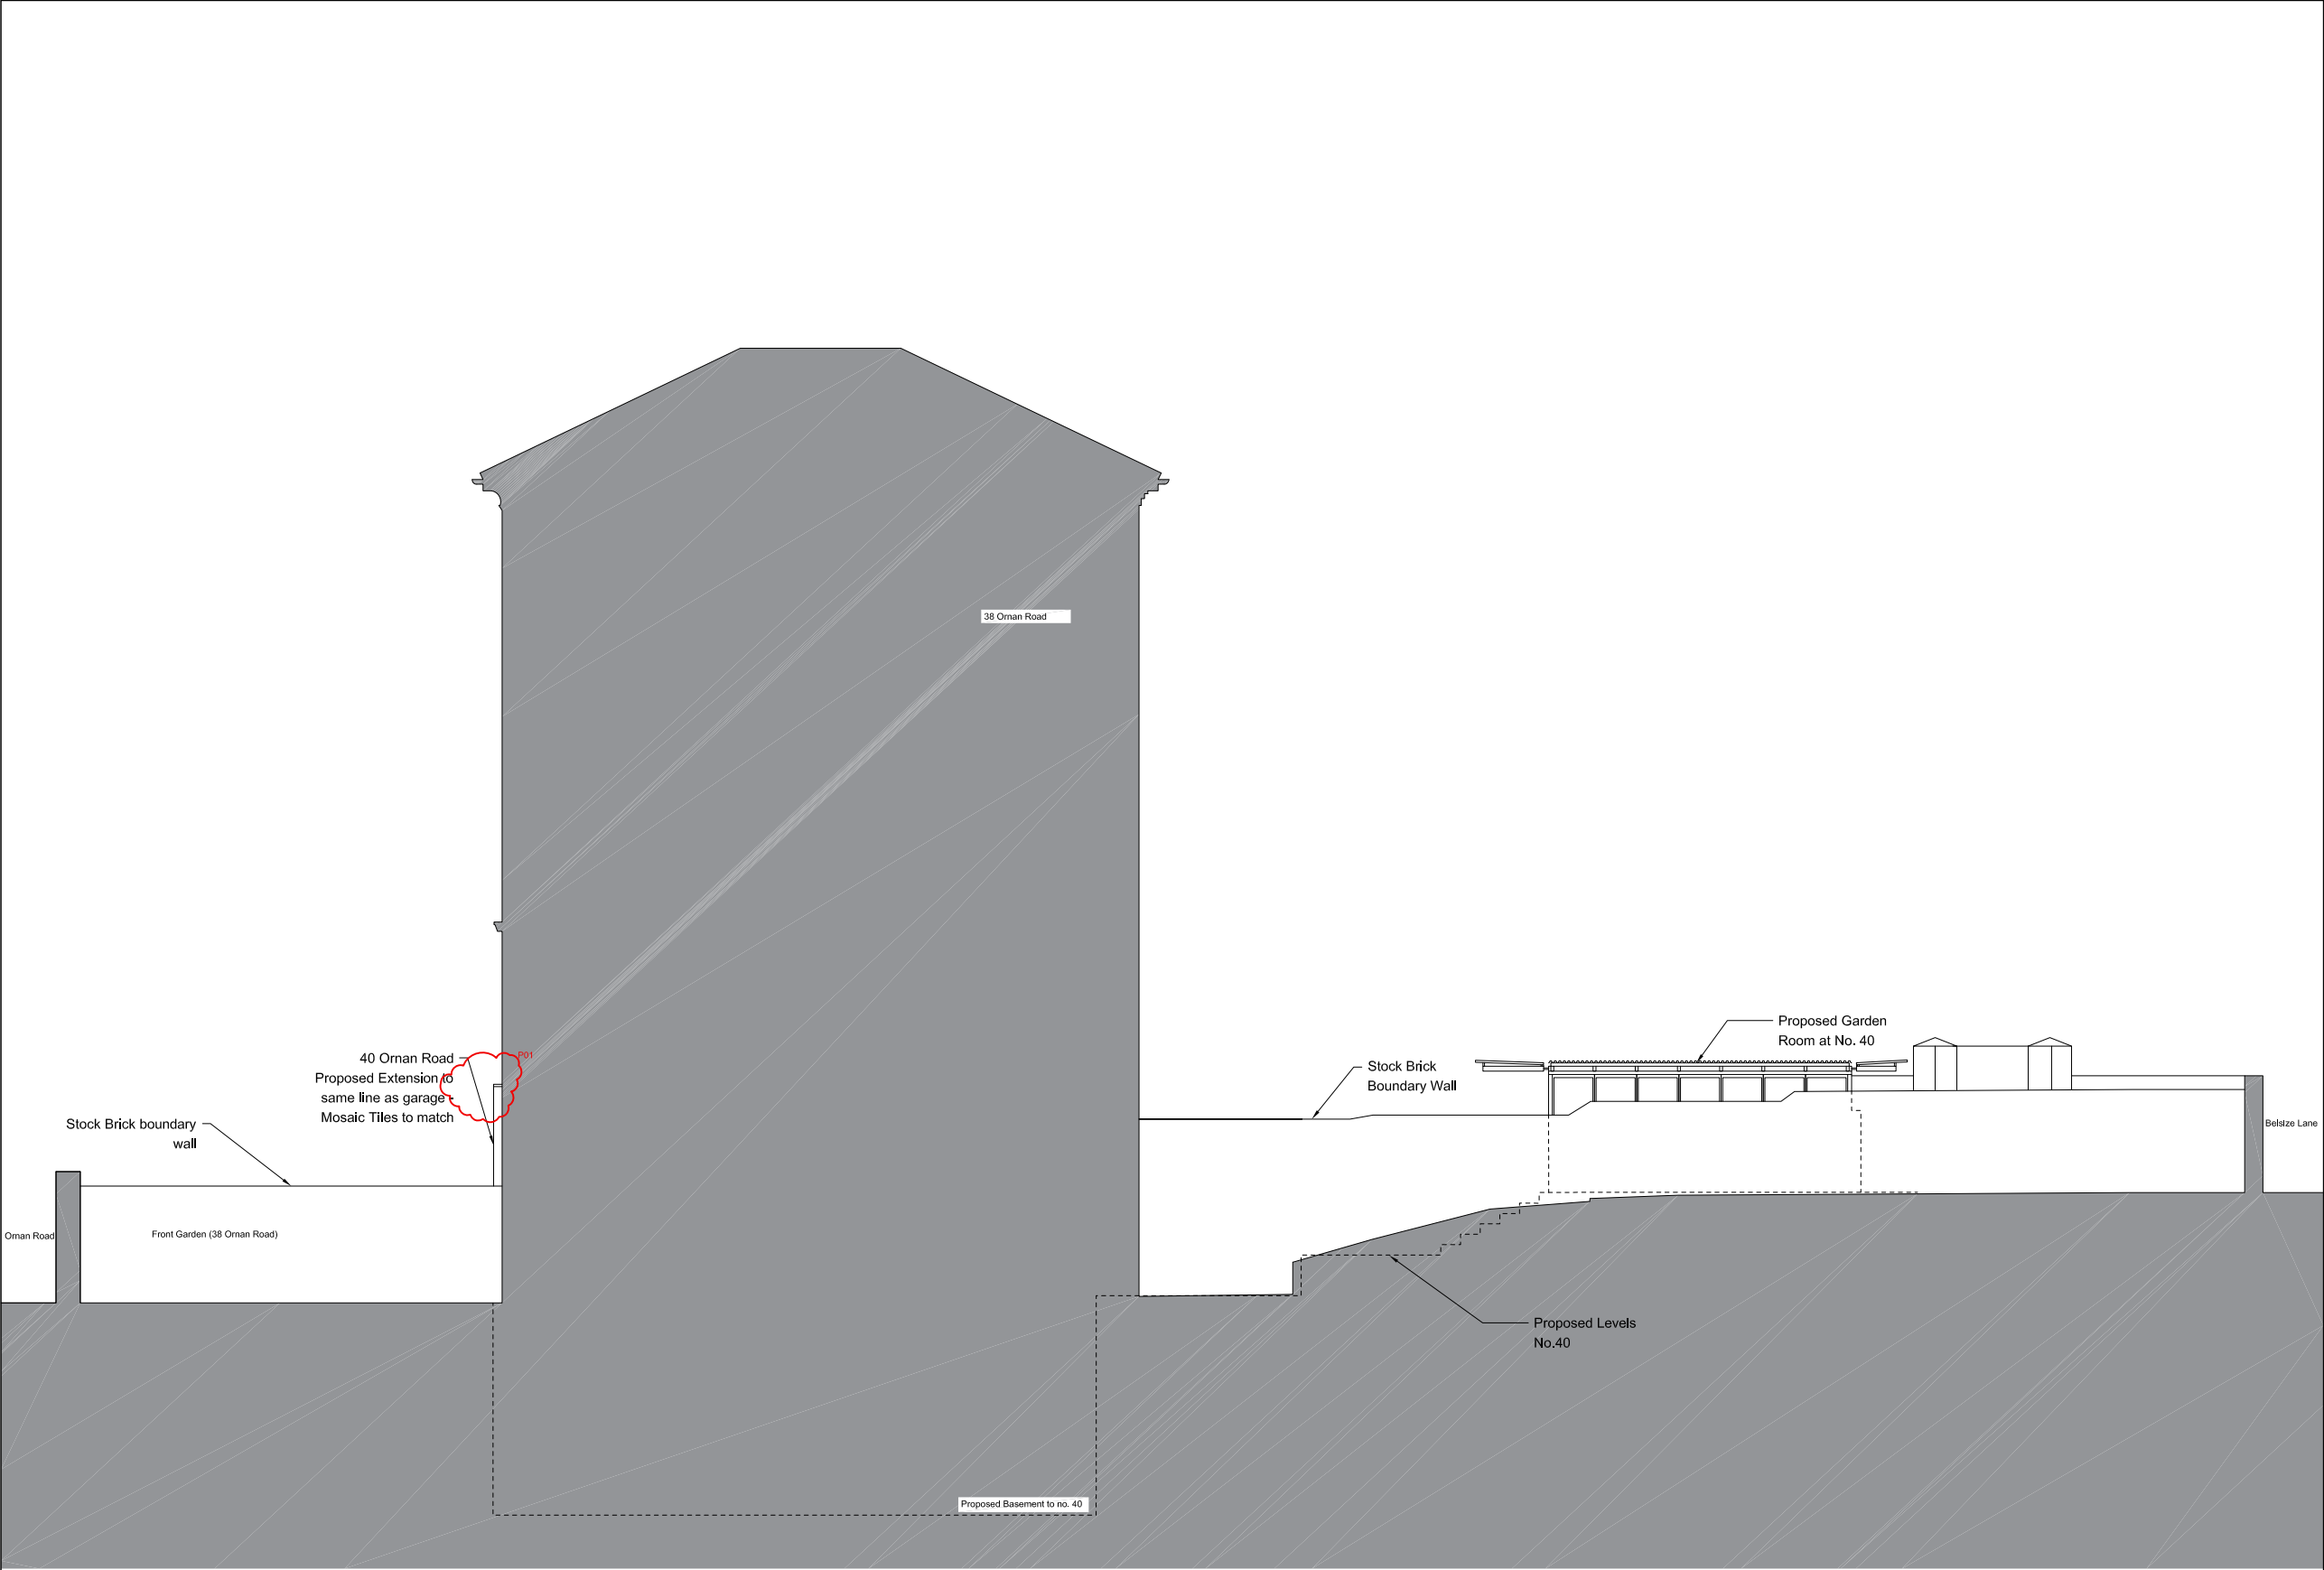 38 Ornan Road
40 Ornan Road
Proposed Extension to
same line as garage -
Mosaic Tiles to match
P01
Stock Brick boundary
wall
Ornan Road
Front Garden (38 Ornan Road)
Stock Brick
Boundary Wall
Proposed Garden
Room at No. 40
Belsize Lane
Proposed Levels
No.40
Proposed Basement to no. 40